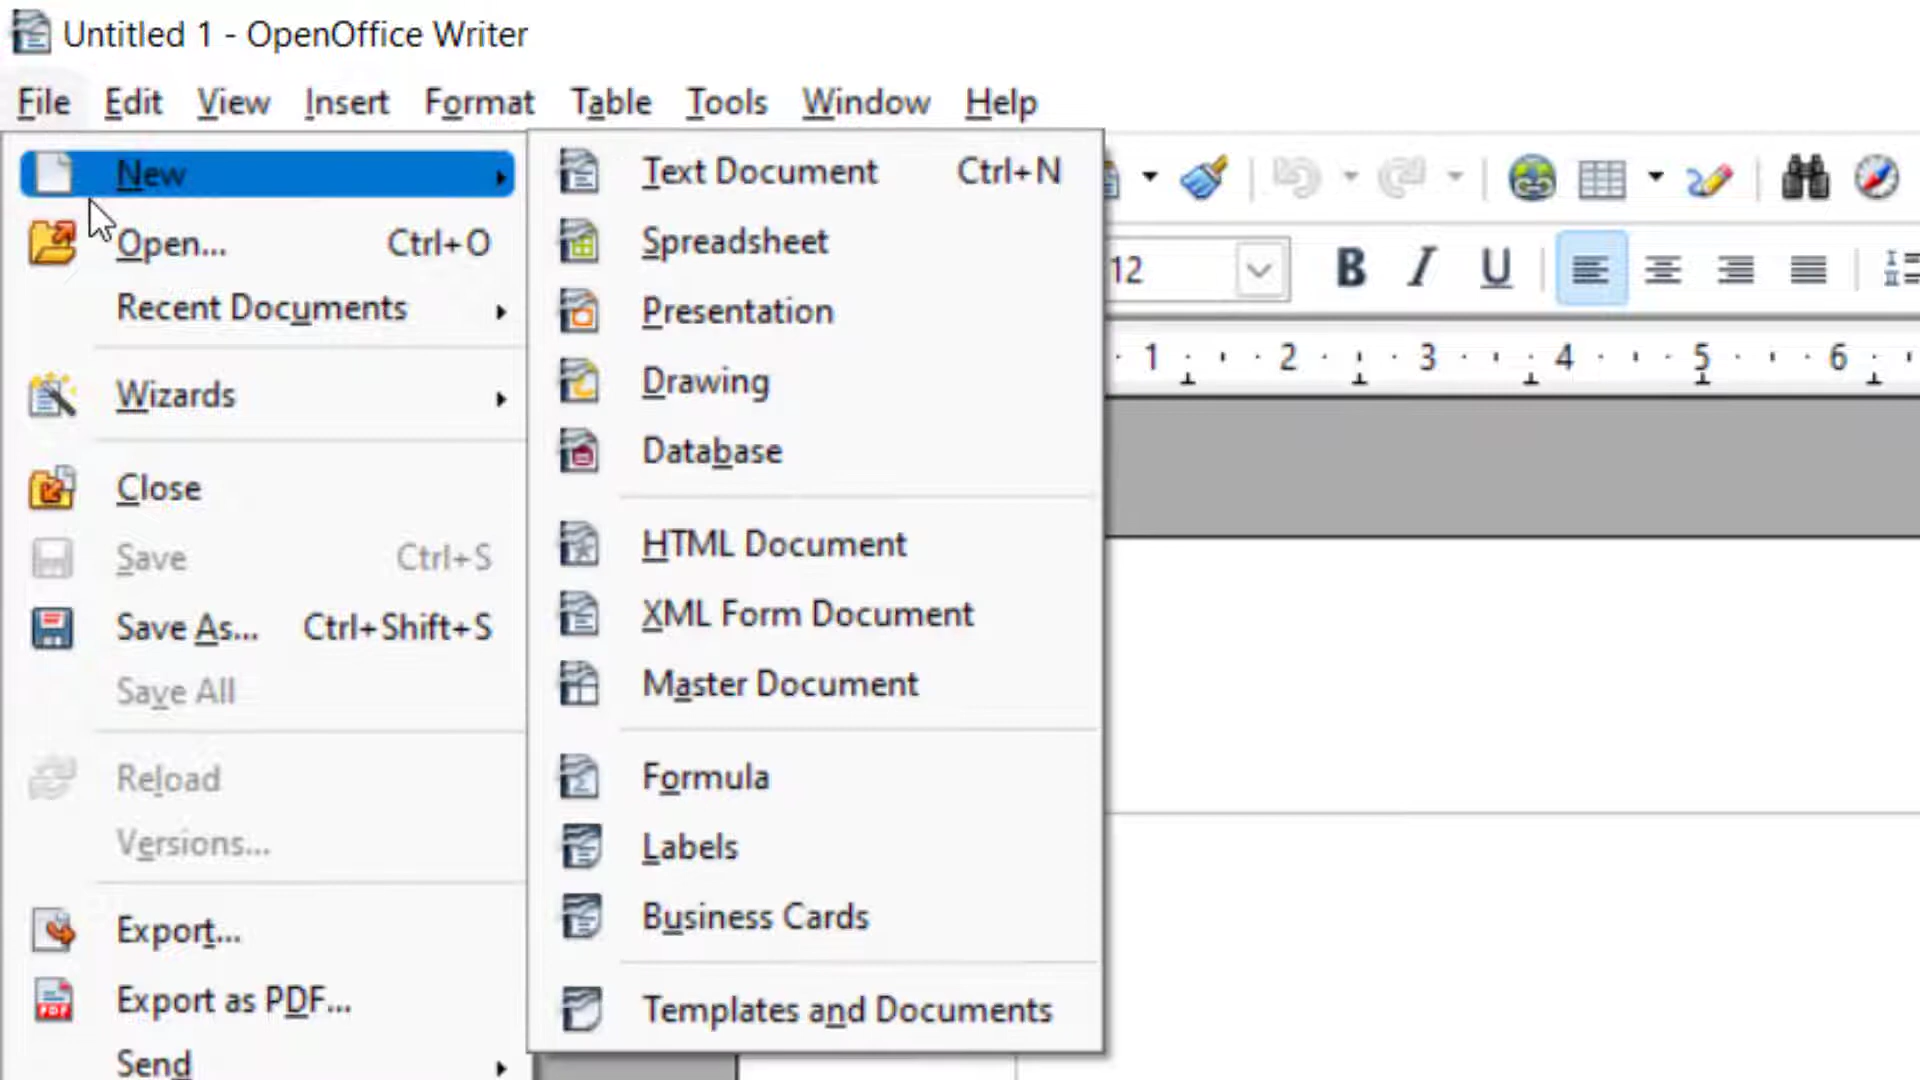 Untitled 1 - OpenOffice Writer
File Edit View Insert Format Table Tools Window Help
New
Open... Ctrl+O
Recent Documents
Wizards
Close
Save Ctrl+S
Save As... Ctrl+Shift+S
Save All
Reload
Versions...
Export...
Export as PDF...
Send
Text Document Ctrl+N
Spreadsheet
Presentation
Drawing
Database
HTML Document
XML Form Document
Master Document
Formula
Labels
Business Cards
Templates and Documents
12 B I U
1 2 3 4 5 6